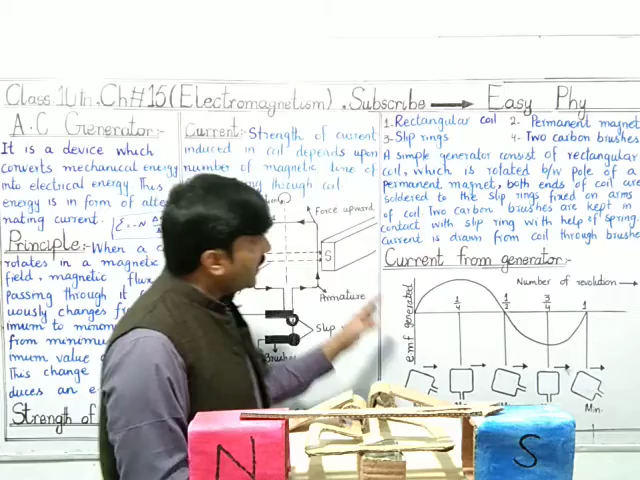 Class 10th, Ch#15 (Electromagnetism). Subscribe → Easy Phy
A.C Generator:-
It is a device which
converts mechanical energy
into electrical energy This
energy is in form of alte
nating current.
Principle:- When a c
rotates in a magnetic
field, magnetic flux
Passing through it
uously changes fr
imum to minim
from minimu
mum value
This change
duces an e
Strength of
Current:- Strength of current
induced in coil depends upon
number of magnetic line of
through coil
Force upward
S
Armature
Slip
Brushes
1. Rectangular coil 2. Permanent magnet
3- Slip rings 4- Two carbon brushes
A simple generator consist of rectangular
coil, which is rotated b/w pole of a
permanent magnet, both ends of coil are
soldered to the slip rings fixed on arms
of coil Two carbon brushes are kept in
contact with slip ring with help of spring
current is drawn from coil through brushe
Current from generator:-
Number of revolution →
emf generated
1/4 1/2 3/4 1
Min.
N
S